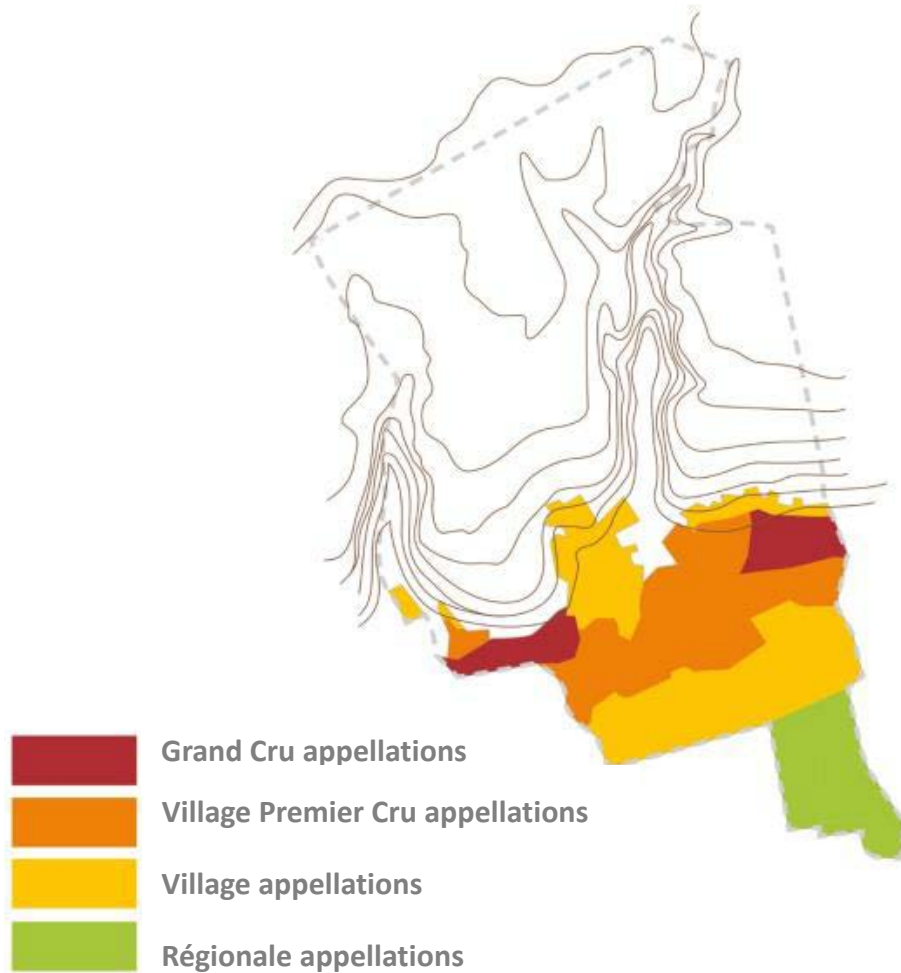 Grand Cru appellations
Village Premier Cru appellations
Village appellations
Régionale appellations